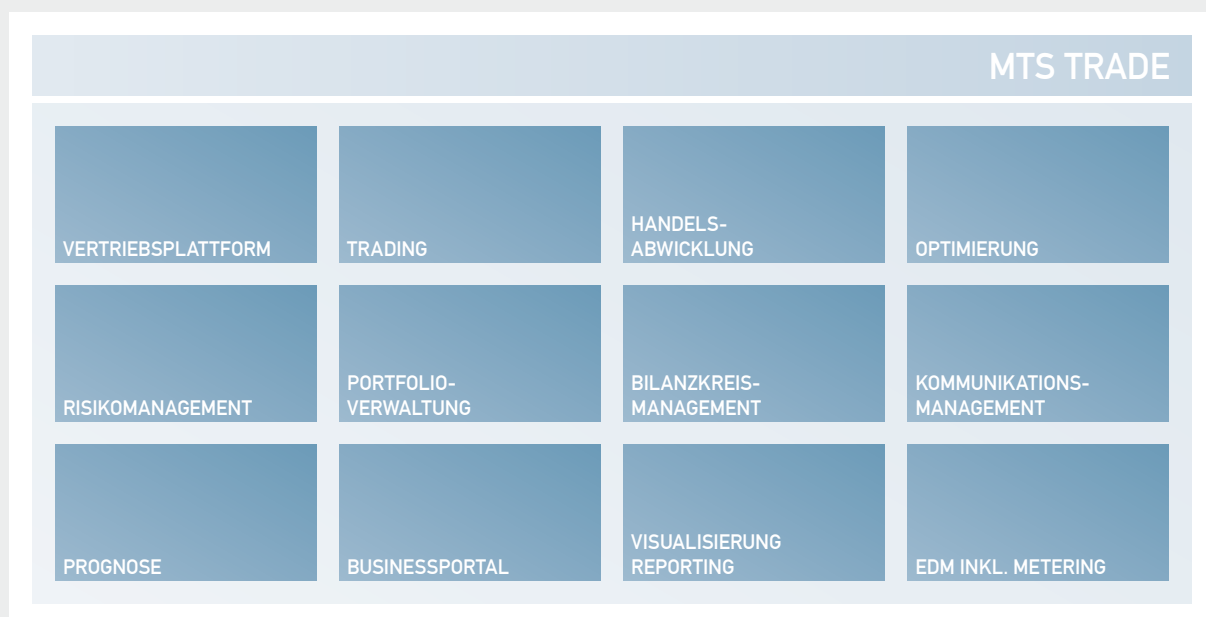 MTS TRADE
VERTRIEBSPLATTFORM
TRADING
HANDELS-
ABWICKLUNG
OPTIMIERUNG
RISIKOMANAGEMENT
PORTFOLIO-
VERWALTUNG
BILANZKREIS-
MANAGEMENT
KOMMUNIKATIONS-
MANAGEMENT
PROGNOSE
BUSINESSPORTAL
VISUALISIERUNG
REPORTING
EDM INKL. METERING